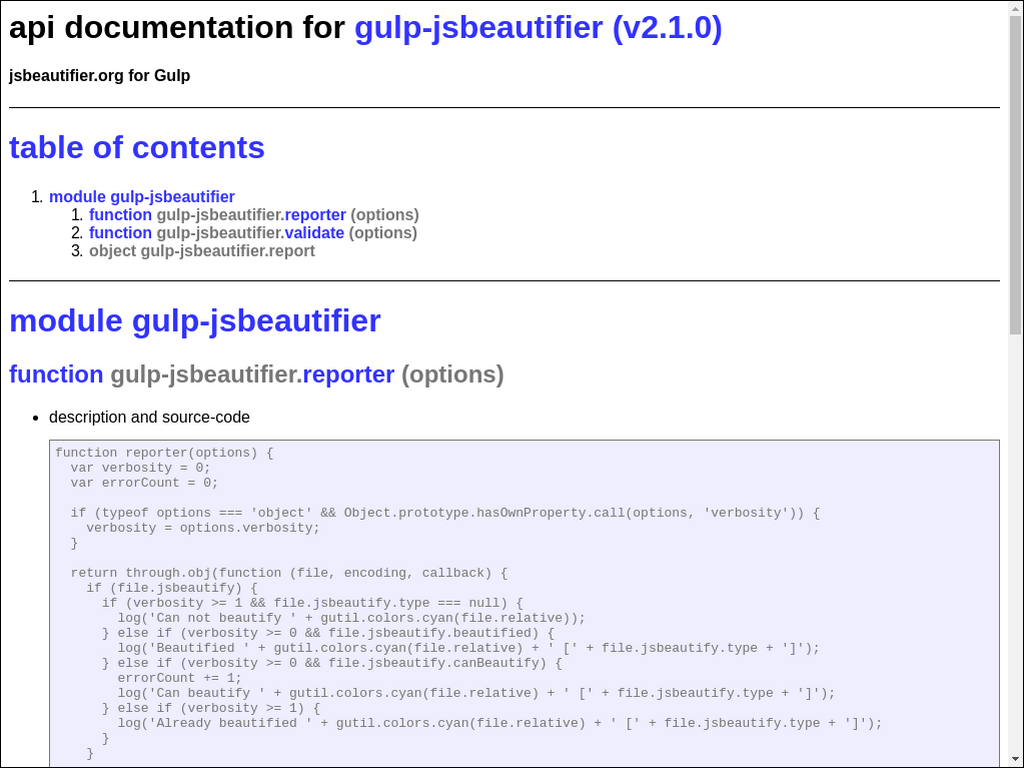 api documentation for gulp-jsbeautifier (v2.1.0)
jsbeautifier.org for Gulp
table of contents
1. module gulp-jsbeautifier
1. function gulp-jsbeautifier.reporter (options)
2. function gulp-jsbeautifier.validate (options)
3. object gulp-jsbeautifier.report
module gulp-jsbeautifier
function gulp-jsbeautifier.reporter (options)
• description and source-code
function reporter(options) {
  var verbosity = 0;
  var errorCount = 0;

  if (typeof options === 'object' && Object.prototype.hasOwnProperty.call(options, 'verbosity')) {
    verbosity = options.verbosity;
  }

  return through.obj(function (file, encoding, callback) {
    if (file.jsbeautify) {
      if (verbosity >= 1 && file.jsbeautify.type === null) {
        log('Can not beautify ' + gutil.colors.cyan(file.relative));
      } else if (verbosity >= 0 && file.jsbeautify.beautified) {
        log('Beautified ' + gutil.colors.cyan(file.relative) + ' [' + file.jsbeautify.type + ']');
      } else if (verbosity >= 0 && file.jsbeautify.canBeautify) {
        errorCount += 1;
        log('Can beautify ' + gutil.colors.cyan(file.relative) + ' [' + file.jsbeautify.type + ']');
      } else if (verbosity >= 1) {
        log('Already beautified ' + gutil.colors.cyan(file.relative) + ' [' + file.jsbeautify.type + ']');
      }
    }